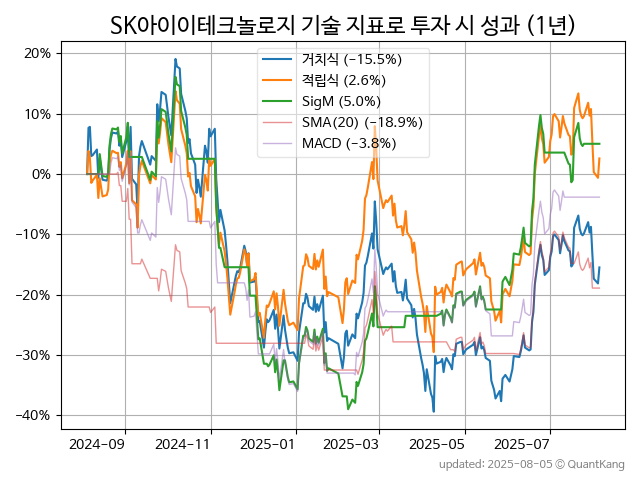 SK아이이테크놀로지 기술 지표로 투자 시 성과 (1년)
거치식 (−15.5%)
적립식 (2.6%)
SigM (5.0%)
SMA(20) (−18.9%)
MACD (−3.8%)
20%
10%
0%
−10%
−20%
−30%
−40%
2024-09 2024-11 2025-01 2025-03 2025-05 2025-07
updated: 2025-08-05 © QuantKang